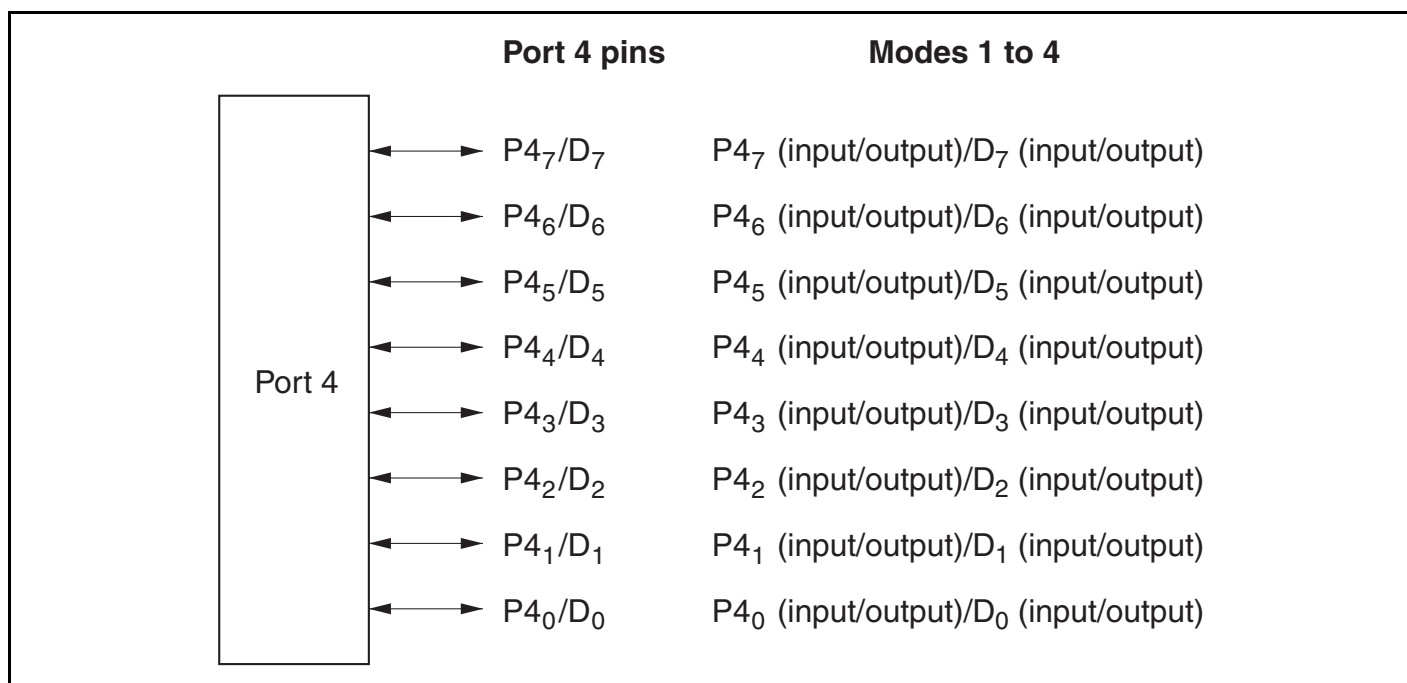 Port 4 pins Modes 1 to 4
P4₇/D₇ P4₇ (input/output)/D₇ (input/output)
P4₆/D₆ P4₆ (input/output)/D₆ (input/output)
P4₅/D₅ P4₅ (input/output)/D₅ (input/output)
P4₄/D₄ P4₄ (input/output)/D₄ (input/output)
Port 4
P4₃/D₃ P4₃ (input/output)/D₃ (input/output)
P4₂/D₂ P4₂ (input/output)/D₂ (input/output)
P4₁/D₁ P4₁ (input/output)/D₁ (input/output)
P4₀/D₀ P4₀ (input/output)/D₀ (input/output)